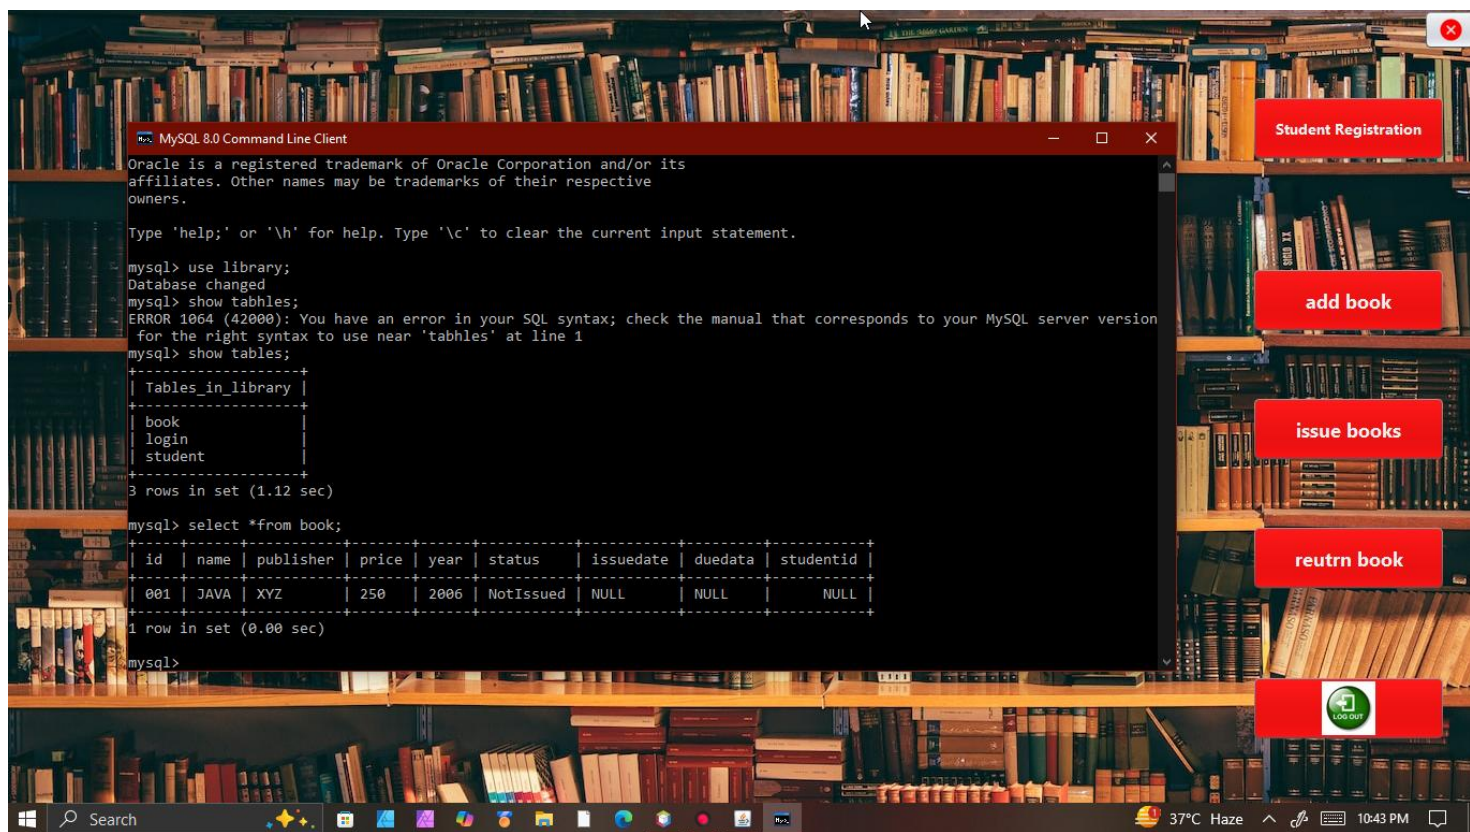 THE Secret GARDEN
MySQL 8.0 Command Line Client
Oracle is a registered trademark of Oracle Corporation and/or its
affiliates. Other names may be trademarks of their respective
owners.
Type 'help;' or '\h' for help. Type '\c' to clear the current input statement.
mysql> use library;
Database changed
mysql> show tabhles;
ERROR 1064 (42000): You have an error in your SQL syntax; check the manual that corresponds to your MySQL server version
for the right syntax to use near 'tabhles' at line 1
mysql> show tables;
+-------------------+
| Tables_in_library |
+-------------------+
| book              |
| login             |
| student           |
+-------------------+
3 rows in set (1.12 sec)
mysql> select *from book;
+-----+------+-----------+-------+------+-----------+-----------+---------+-----------+
| id  | name | publisher | price | year | status    | issuedate | duedata | studentid |
+-----+------+-----------+-------+------+-----------+-----------+---------+-----------+
| 001 | JAVA | XYZ       | 250   | 2006 | NotIssued | NULL      | NULL    |      NULL |
+-----+------+-----------+-------+------+-----------+-----------+---------+-----------+
1 row in set (0.00 sec)
mysql>
Student Registration
SIGLO XX
add book
issue books
reutrn book
LOG OUT
Search
37°C Haze
10:43 PM